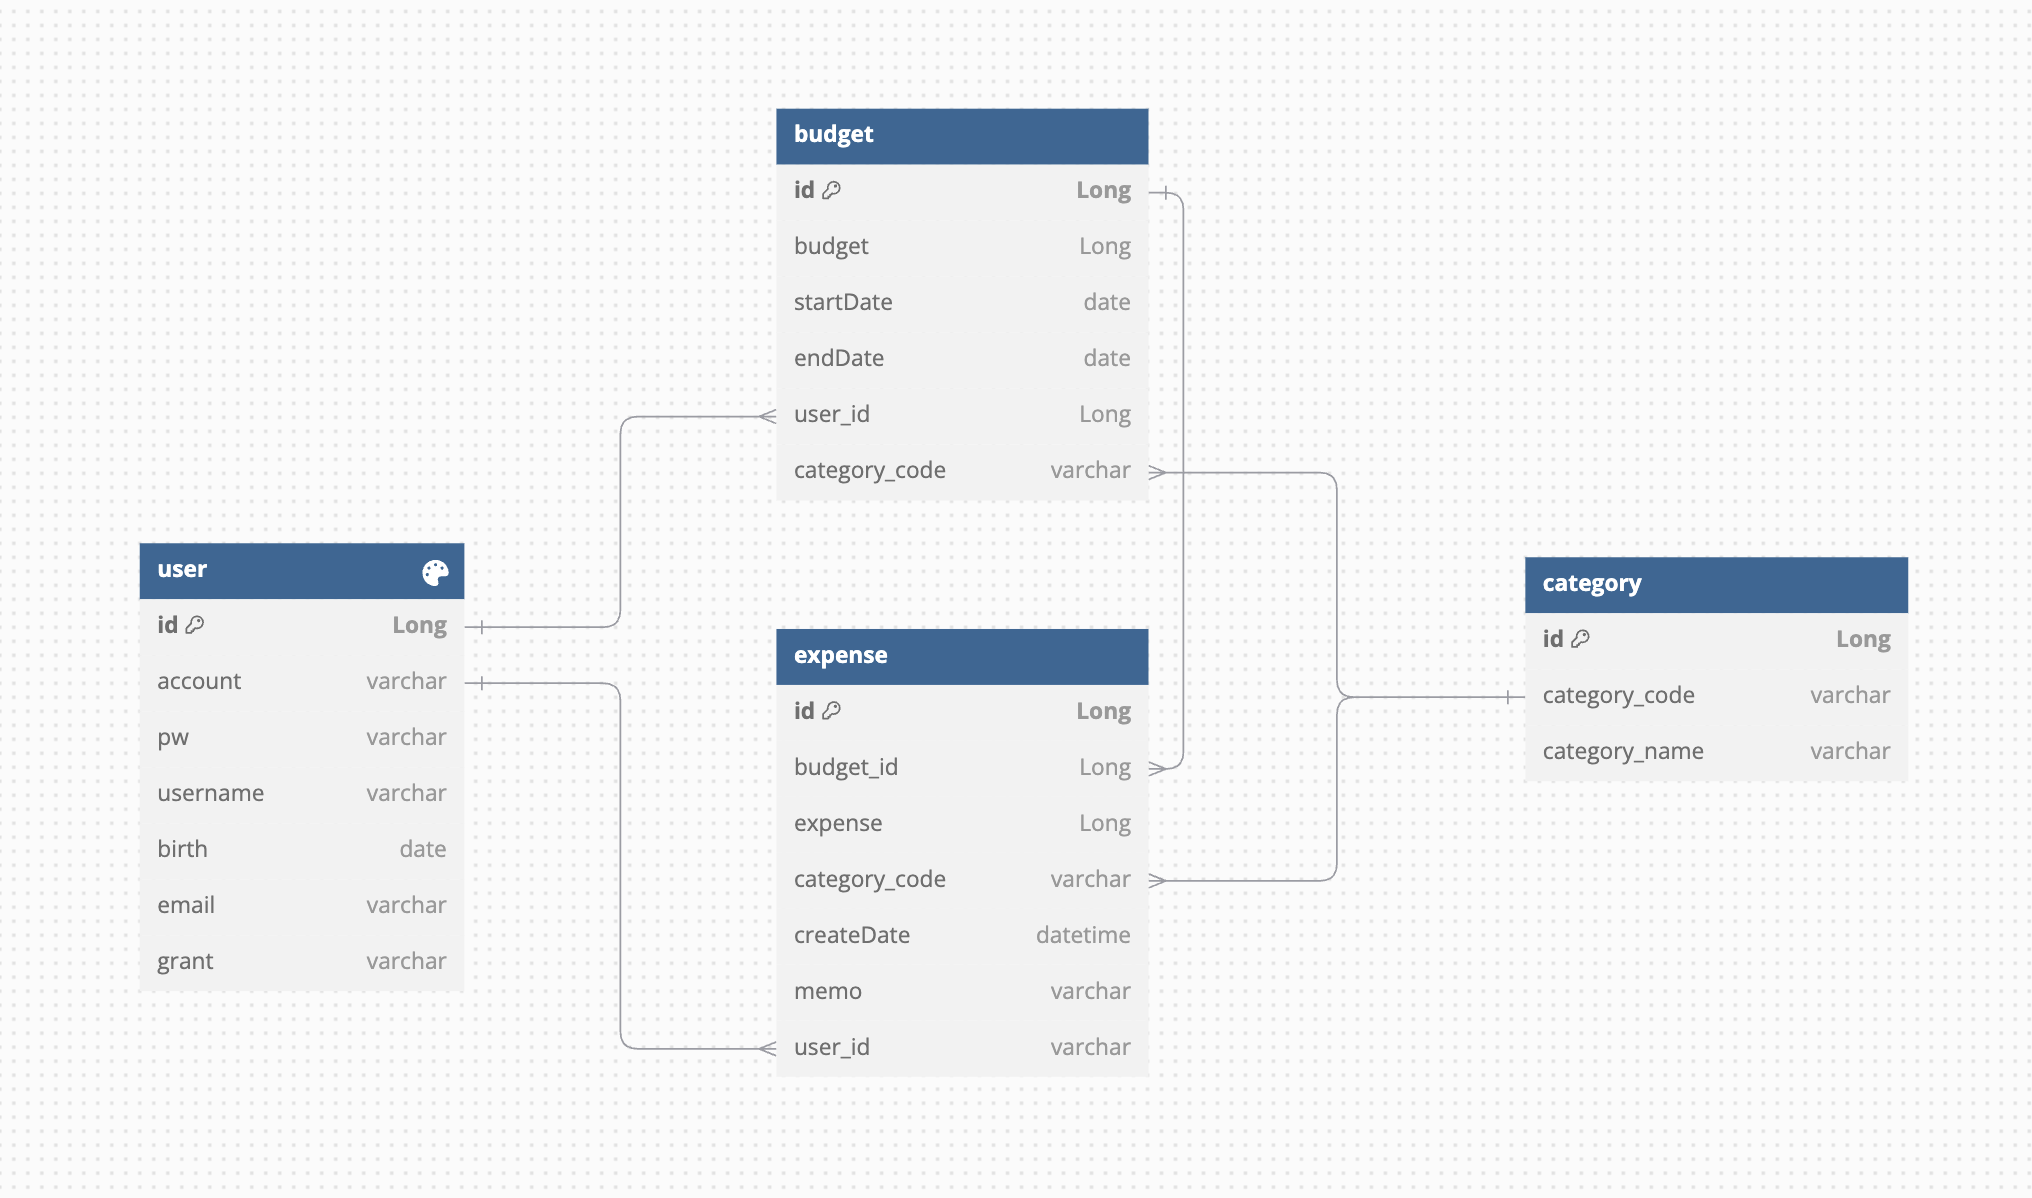 budget
id Long
budget Long
startDate date
endDate date
user_id Long
category_code varchar
user
id Long
account varchar
pw varchar
username varchar
birth date
email varchar
grant varchar
expense
id Long
budget_id Long
expense Long
category_code varchar
createDate datetime
memo varchar
user_id varchar
category
id Long
category_code varchar
category_name varchar